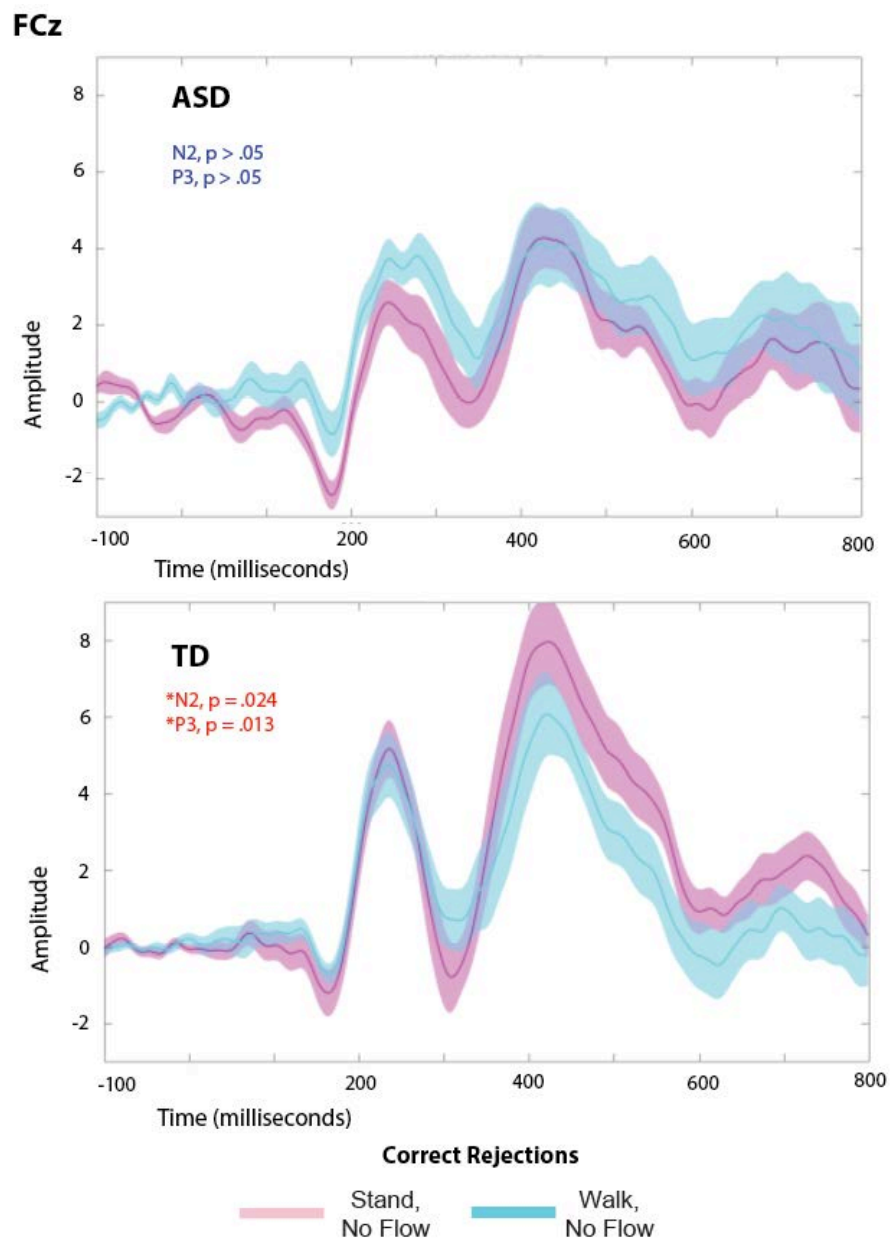 FCz
ASD
N2, p > .05
P3, p > .05
8
6
4
2
0
-2
Amplitude
-100 200 400 600 800
Time (milliseconds)
TD
*N2, p = .024
*P3, p = .013
8
6
4
2
0
-2
Amplitude
-100 200 400 600 800
Time (milliseconds)
Correct Rejections
Stand,
No Flow
Walk,
No Flow